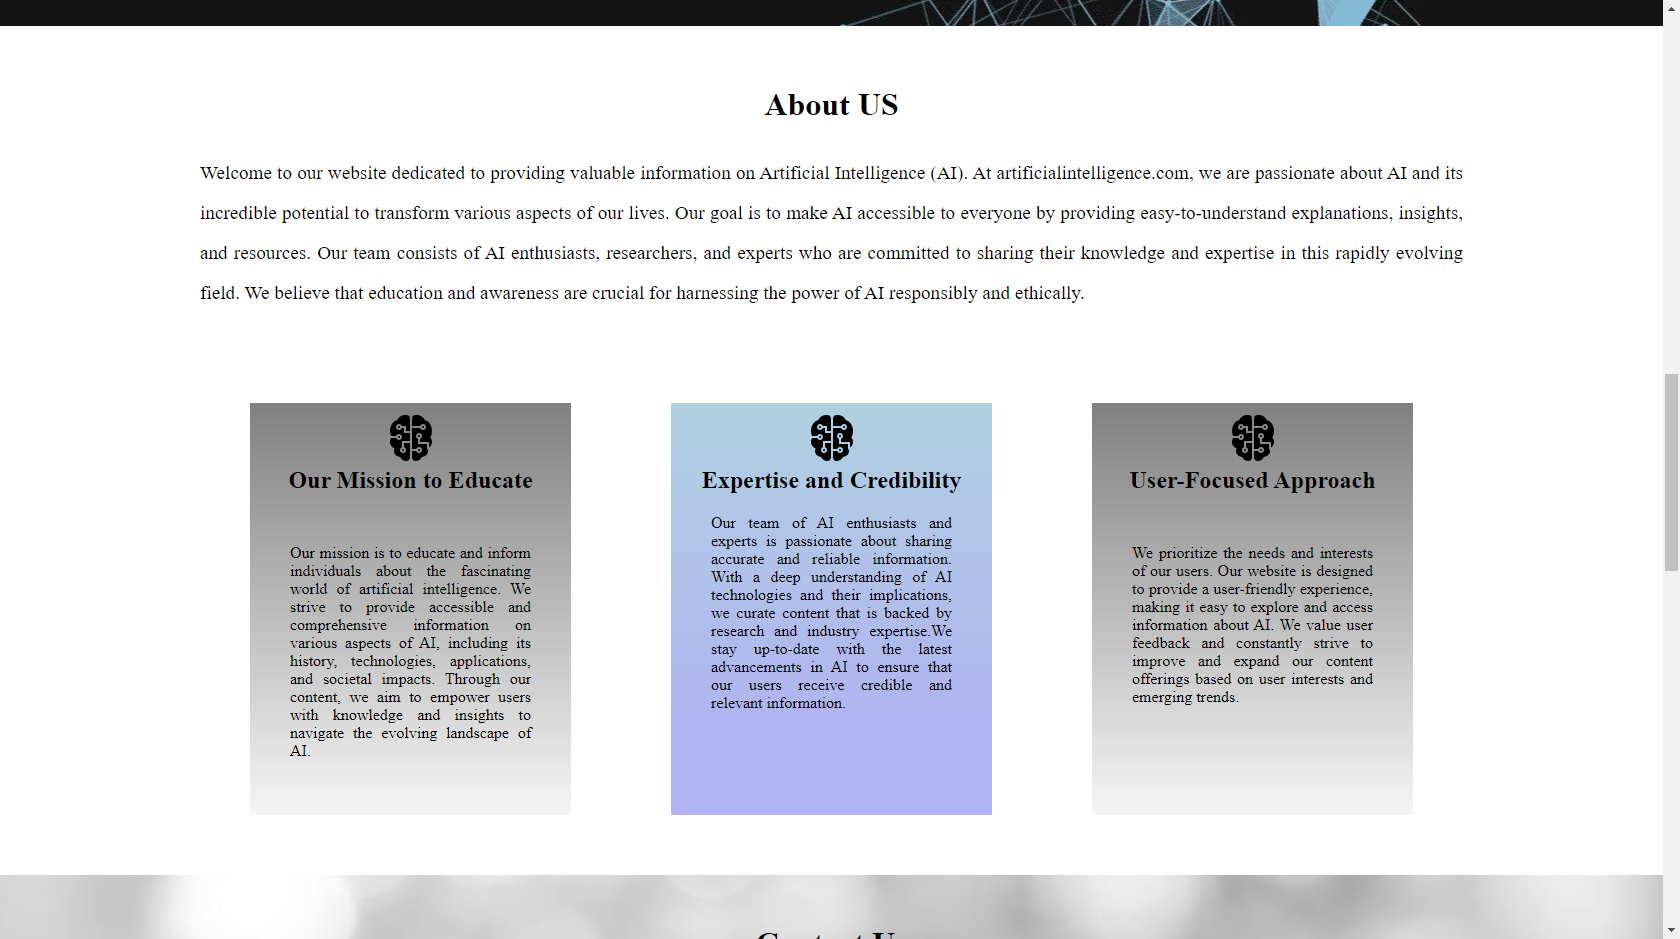 About US
Welcome to our website dedicated to providing valuable information on Artificial Intelligence (AI). At artificialintelligence.com, we are passionate about AI and its
incredible potential to transform various aspects of our lives. Our goal is to make AI accessible to everyone by providing easy-to-understand explanations, insights,
and resources. Our team consists of AI enthusiasts, researchers, and experts who are committed to sharing their knowledge and expertise in this rapidly evolving
field. We believe that education and awareness are crucial for harnessing the power of AI responsibly and ethically.
Our Mission to Educate
Our mission is to educate and inform
individuals about the fascinating
world of artificial intelligence. We
strive to provide accessible and
comprehensive information on
various aspects of AI, including its
history, technologies, applications,
and societal impacts. Through our
content, we aim to empower users
with knowledge and insights to
navigate the evolving landscape of
AI.
Expertise and Credibility
Our team of AI enthusiasts and
experts is passionate about sharing
accurate and reliable information.
With a deep understanding of AI
technologies and their implications,
we curate content that is backed by
research and industry expertise.We
stay up-to-date with the latest
advancements in AI to ensure that
our users receive credible and
relevant information.
User-Focused Approach
We prioritize the needs and interests
of our users. Our website is designed
to provide a user-friendly experience,
making it easy to explore and access
information about AI. We value user
feedback and constantly strive to
improve and expand our content
offerings based on user interests and
emerging trends.